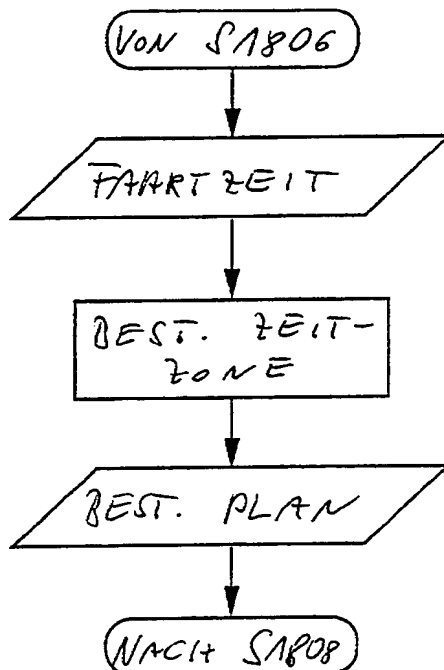 VON S1806
FAHRTZEIT
BEST. ZEIT-
ZONE
BEST. PLAN
NACH S1808